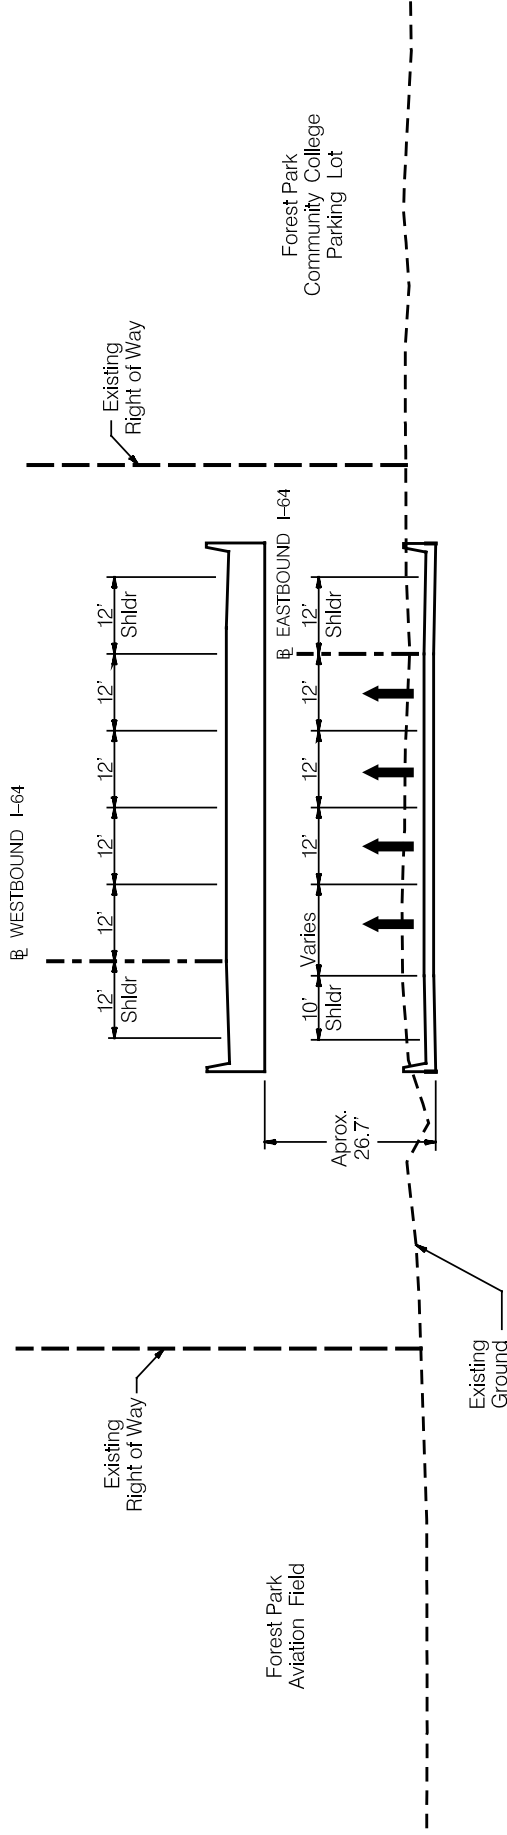 ℄ WESTBOUND I-64
12'
Shldr
12'
12'
12'
12'
12'
Shldr
Existing
Right of Way
Existing
Right of Way
℄ EASTBOUND I-64
10'
Shldr
Varies
12'
12'
12'
12'
Shldr
Aprox.
26.7'
Forest Park
Aviation Field
Forest Park
Community College
Parking Lot
Existing
Ground